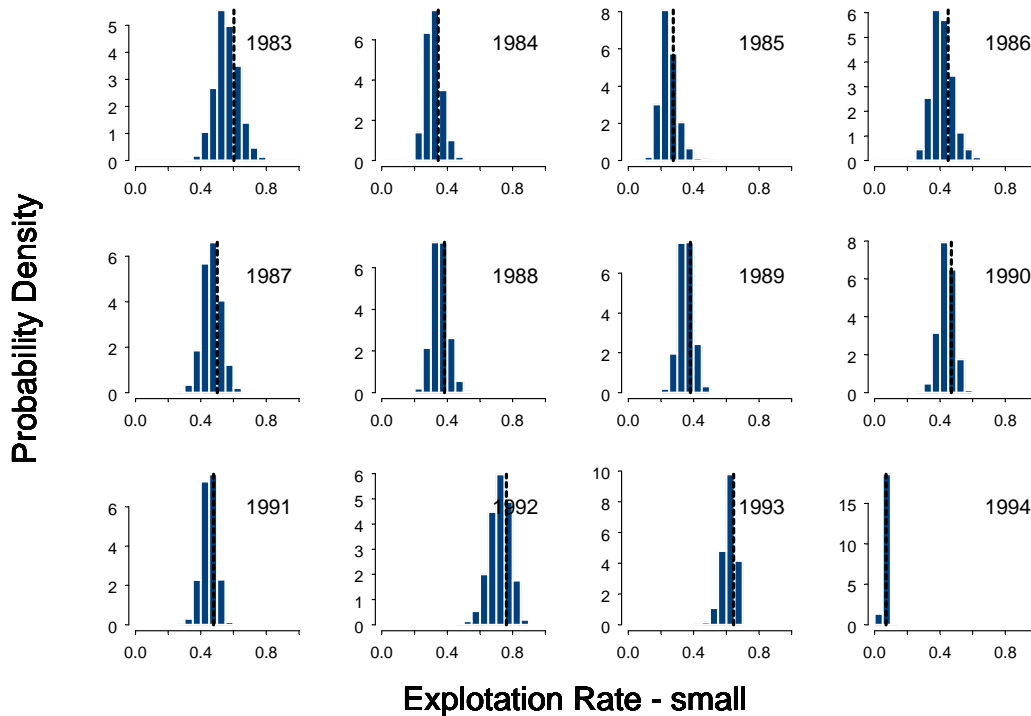 1983 1984 1985 1986
5 6 8 6
4 4 6 5
3 2 4 4
2 0 2 3
1 0 2
0 1
0
0.0 0.4 0.8 0.0 0.4 0.8 0.0 0.4 0.8 0.0 0.4 0.8
Probability Density
1987 1988 1989 1990
6 6 6 8
4 4 4 6
2 2 2 4
0 0 0 2
0
0.0 0.4 0.8 0.0 0.4 0.8 0.0 0.4 0.8 0.0 0.4 0.8
1991 1992 1993 1994
6 6 10 15
4 5 8 10
2 4 6 5
0 3 4 0
2 2
1 0
0
0.0 0.4 0.8 0.0 0.4 0.8 0.0 0.4 0.8 0.0 0.4 0.8
Explotation Rate - small